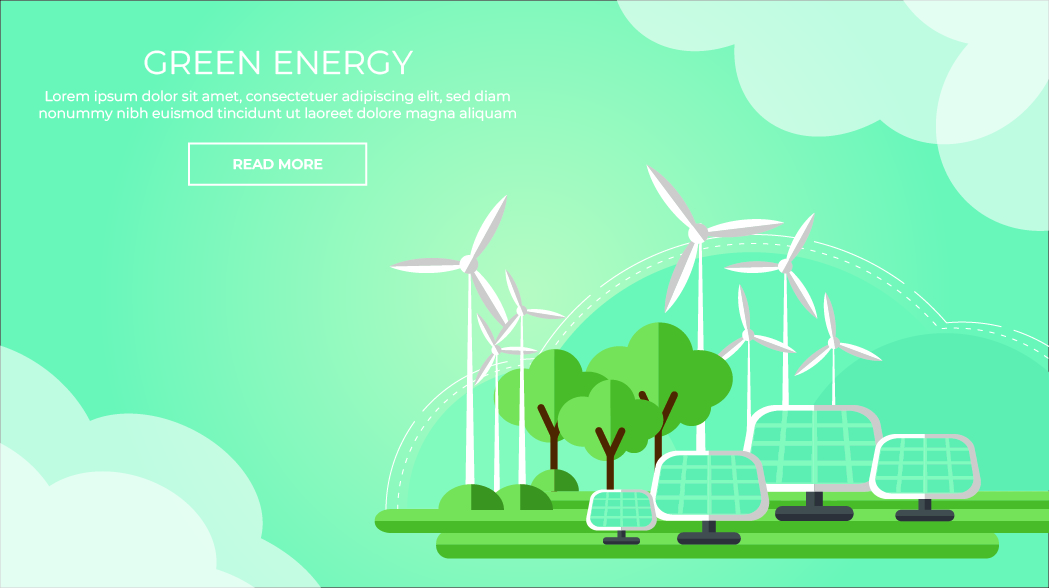 GREEN ENERGY
Lorem ipsum dolor sit amet, consectetuer adipiscing elit, sed diam
nonummy nibh euismod tincidunt ut laoreet dolore magna aliquam
READ MORE